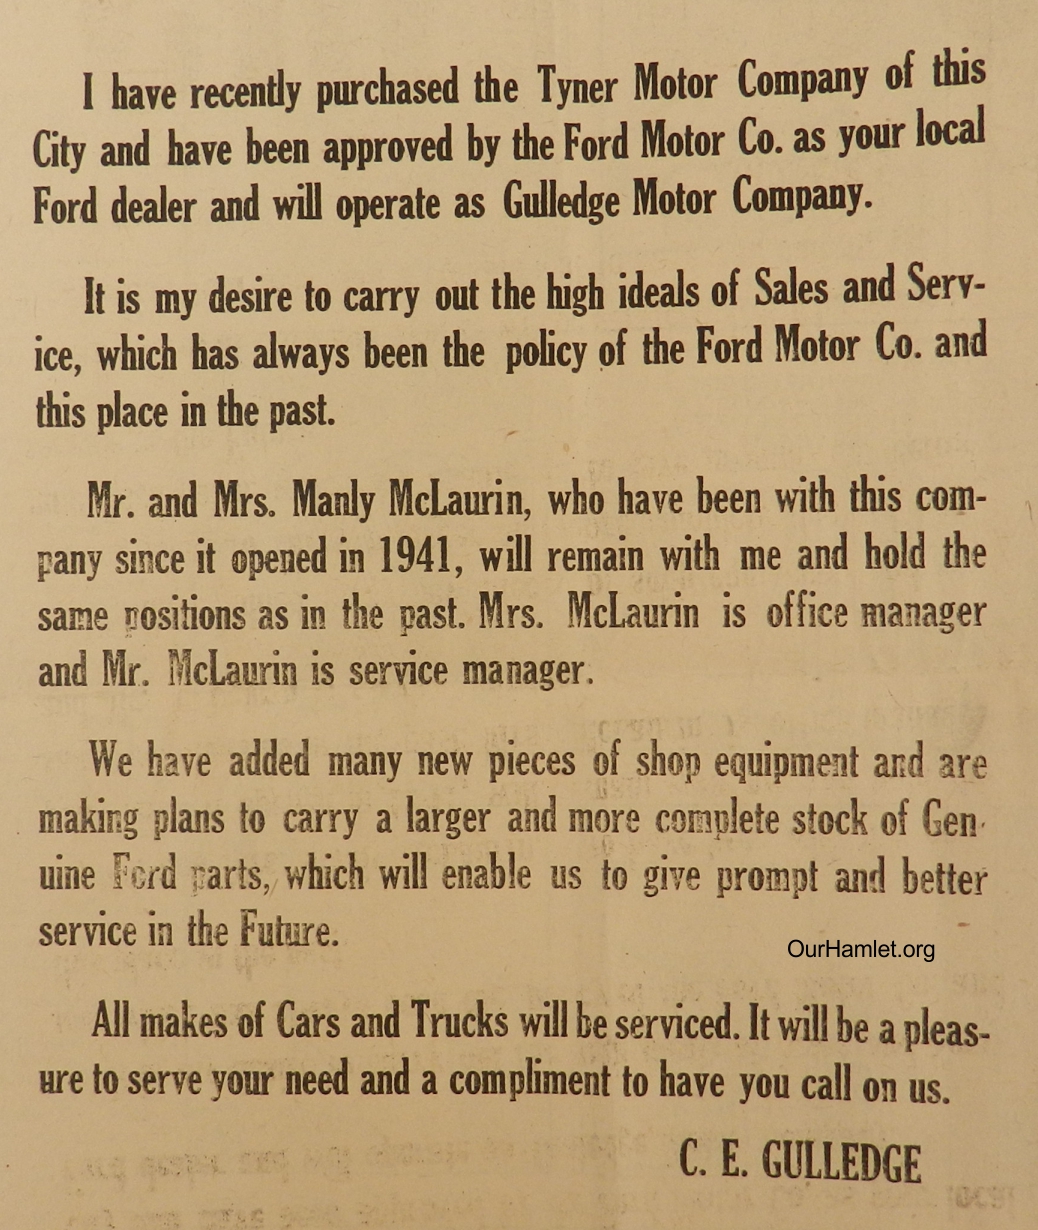 I have recently purchased the Tyner Motor Company of this
City and have been approved by the Ford Motor Co. as your local
Ford dealer and will operate as Gulledge Motor Company.
It is my desire to carry out the high ideals of Sales and Serv-
ice, which has always been the policy of the Ford Motor Co. and
this place in the past.
Mr. and Mrs. Manly McLaurin, who have been with this com-
pany since it opened in 1941, will remain with me and hold the
same positions as in the past. Mrs. McLaurin is office manager
and Mr. McLaurin is service manager.
We have added many new pieces of shop equipment and are
making plans to carry a larger and more complete stock of Gen-
uine Ford parts, which will enable us to give prompt and better
service in the Future.
OurHamlet.org
All makes of Cars and Trucks will be serviced. It will be a pleas-
ure to serve your need and a compliment to have you call on us.
C. E. GULLEDGE